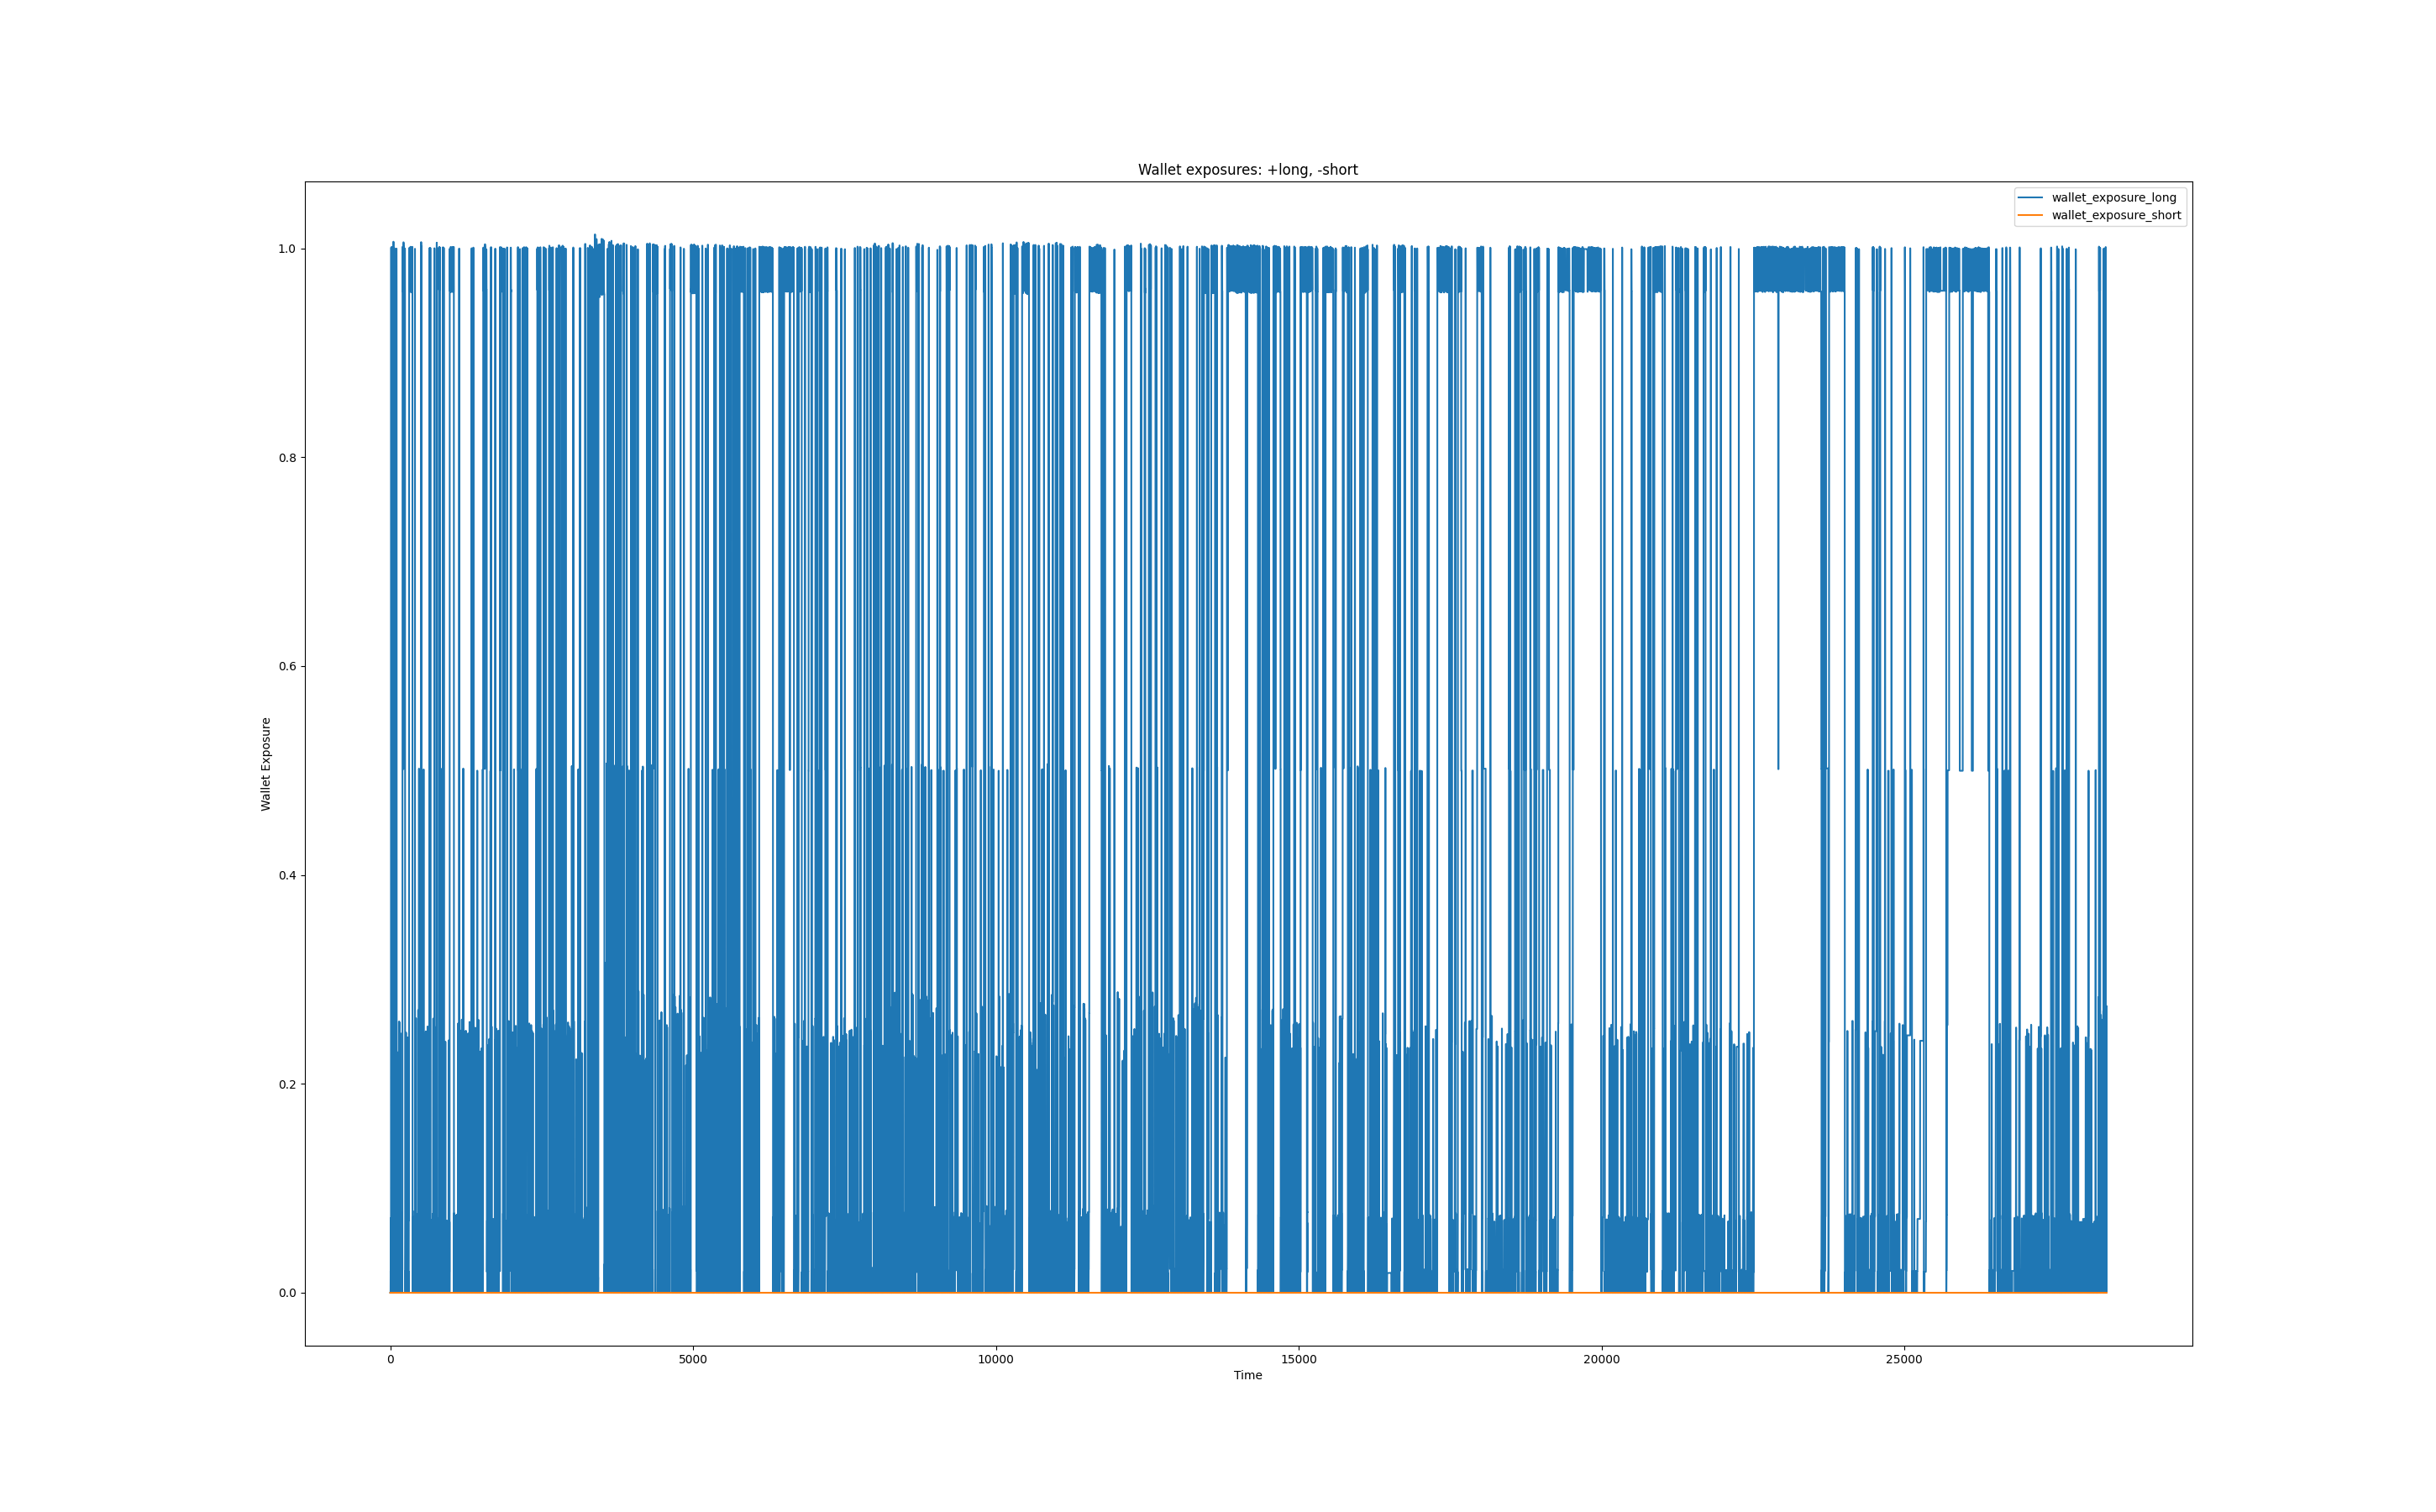 Wallet exposures: +long, -short
wallet_exposure_long
wallet_exposure_short
1.0
0.8
0.6
0.4
0.2
0.0
Wallet Exposure
0 5000 10000 15000 20000 25000
Time